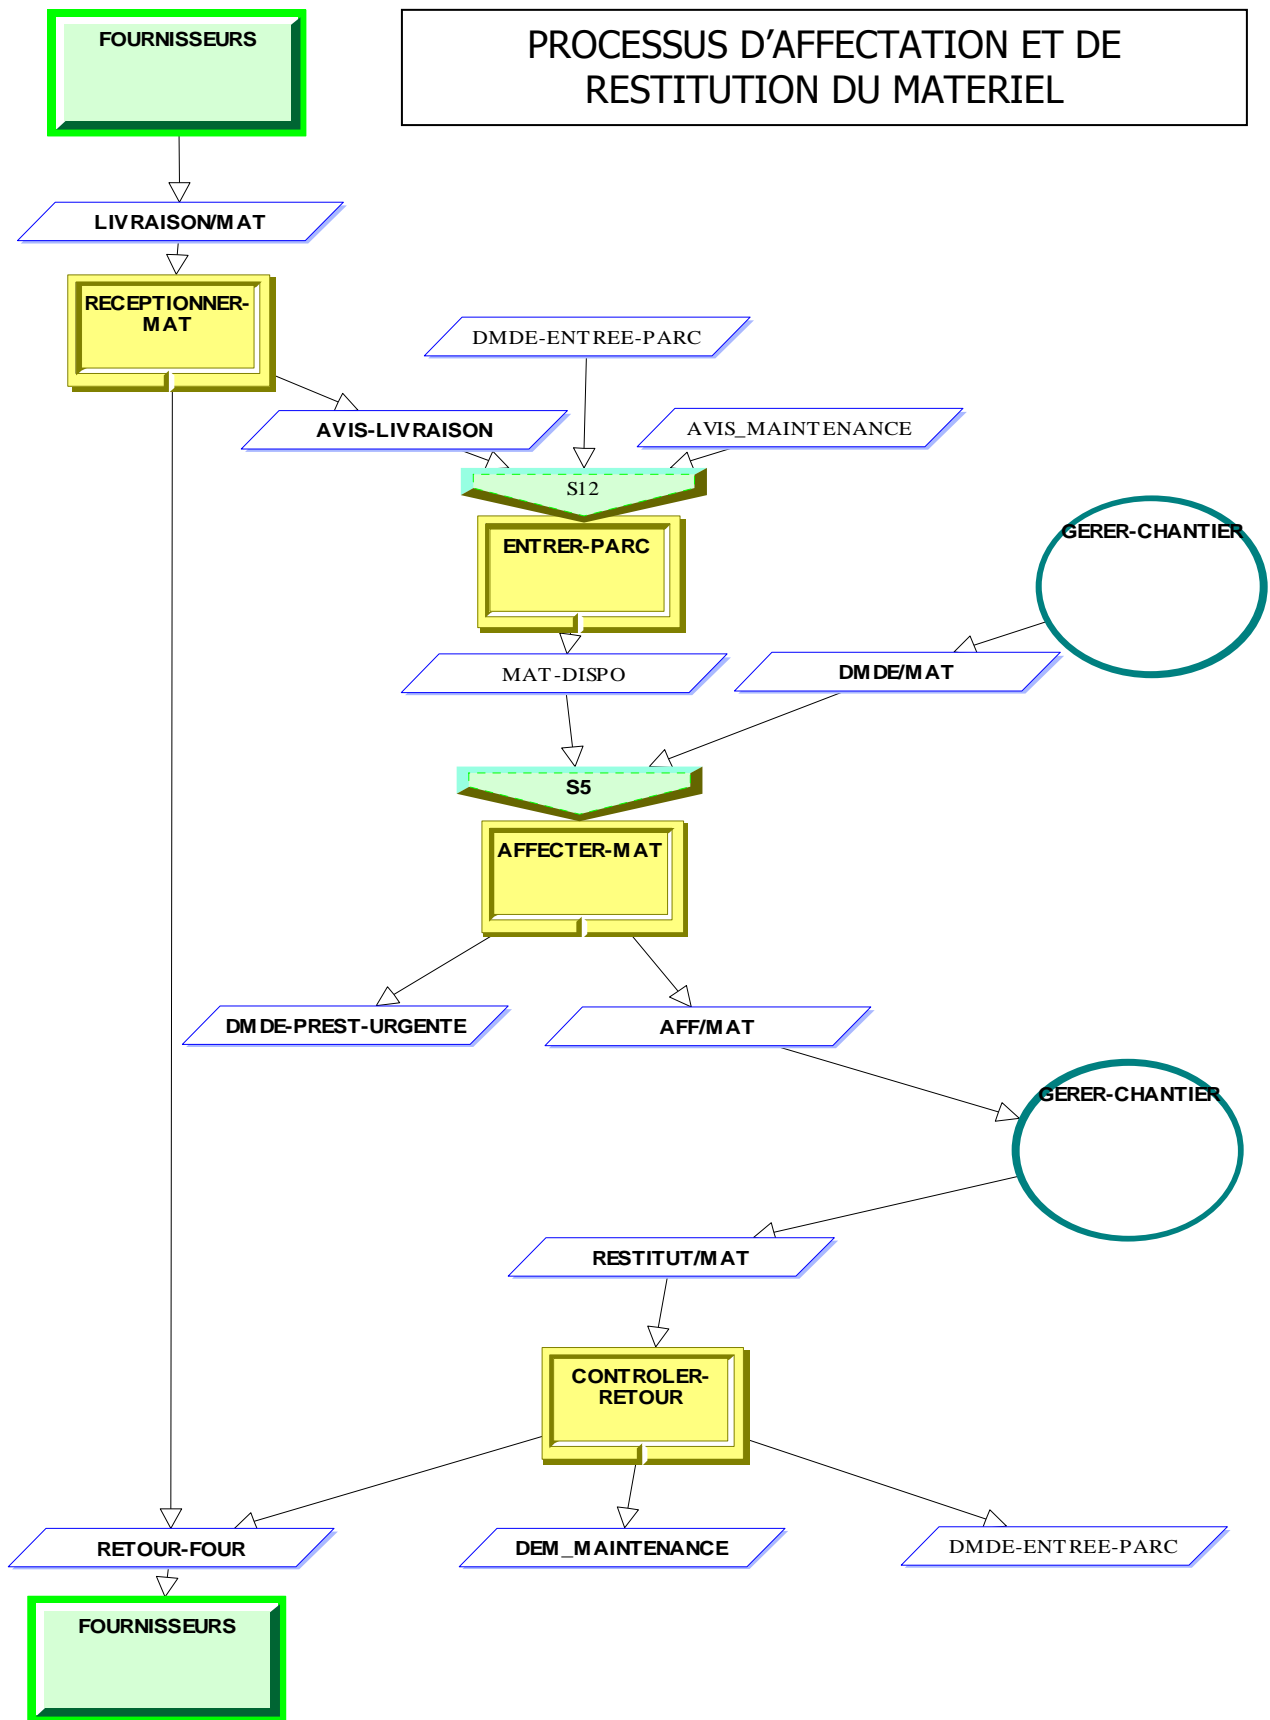 FOURNISSEURS
PROCESSUS D’AFFECTATION ET DE
RESTITUTION DU MATERIEL
LIVRAISON/MAT
RECEPTIONNER-
MAT
DMDE-ENTREE-PARC
AVIS-LIVRAISON
AVIS_MAINTENANCE
S12
ENTRER-PARC
GERER-CHANTIER
MAT-DISPO
DMDE/MAT
S5
AFFECTER-MAT
DMDE-PREST-URGENTE
AFF/MAT
GERER-CHANTIER
RESTITUT/MAT
CONTROLER-
RETOUR
RETOUR-FOUR
DEM_MAINTENANCE
DMDE-ENTREE-PARC
FOURNISSEURS